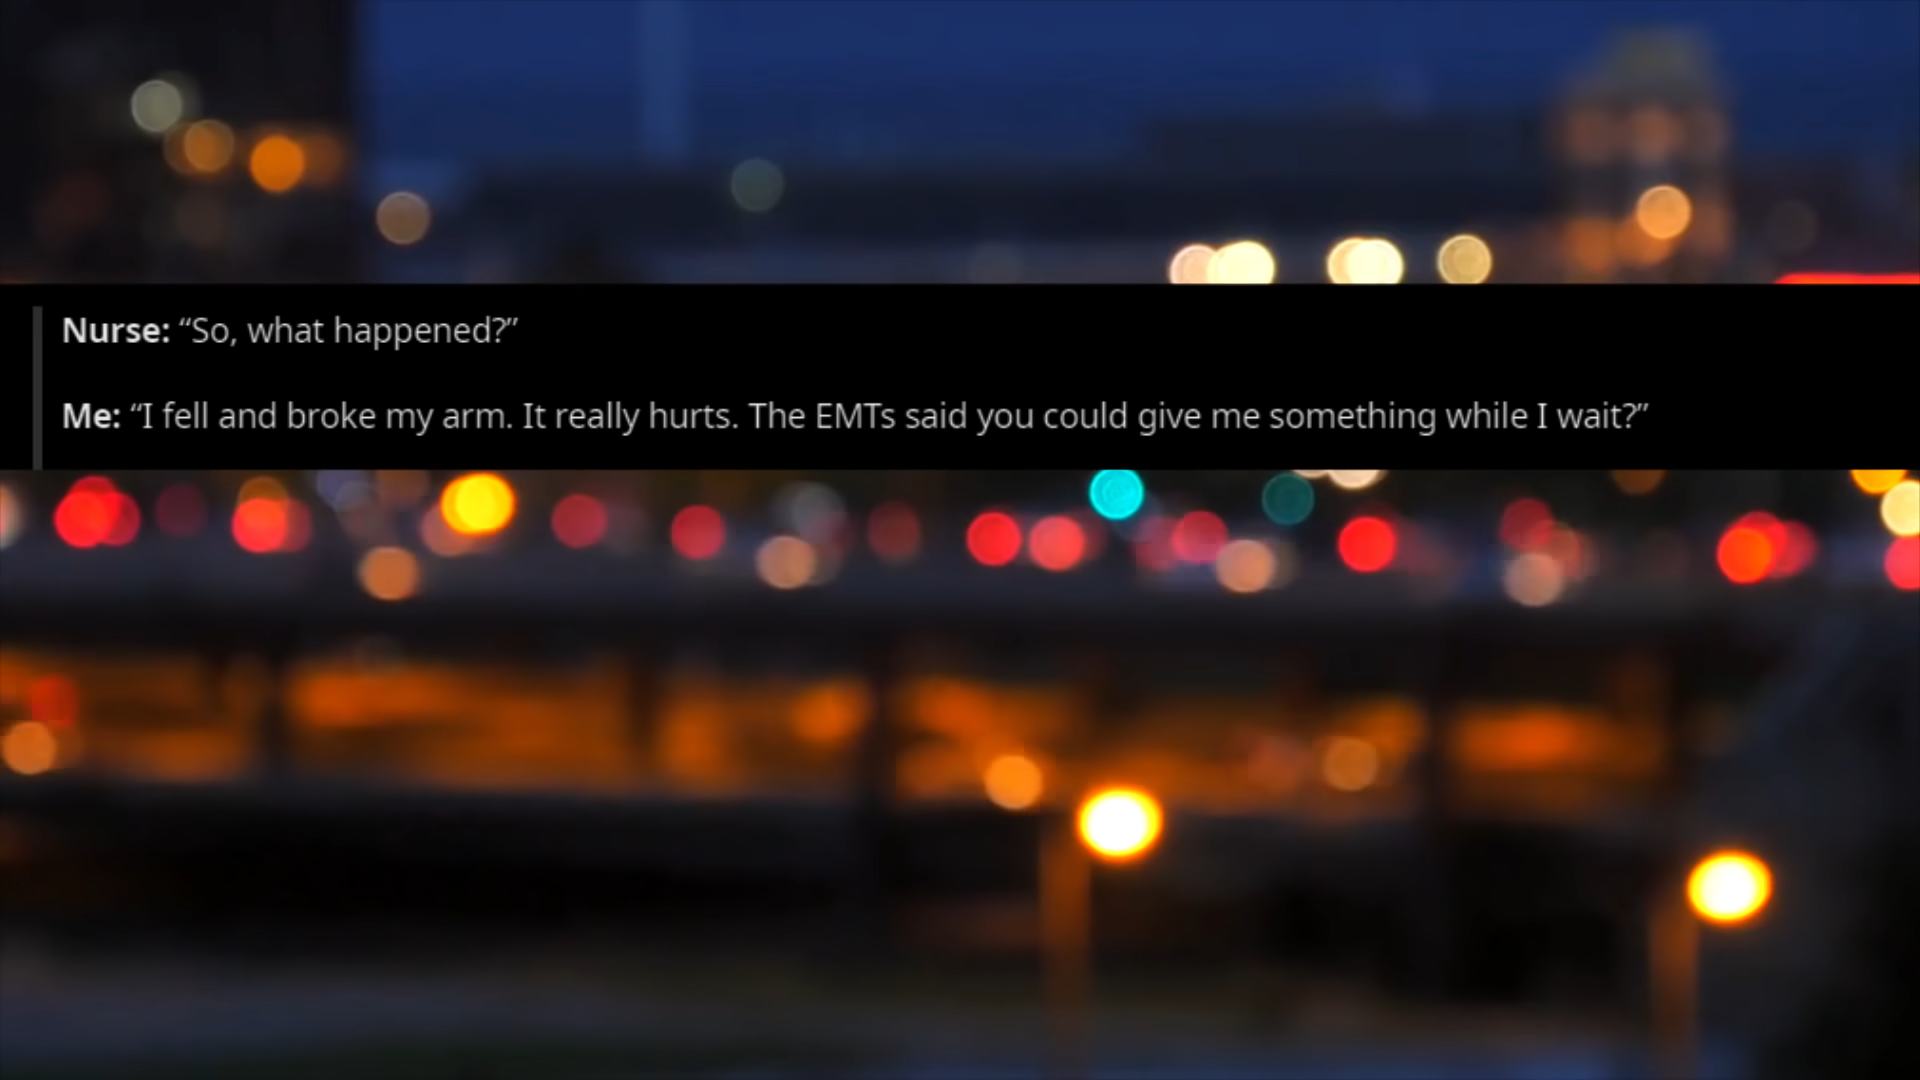 Nurse: “So, what happened?”
Me: “I fell and broke my arm. It really hurts. The EMTs said you could give me something while I wait?”